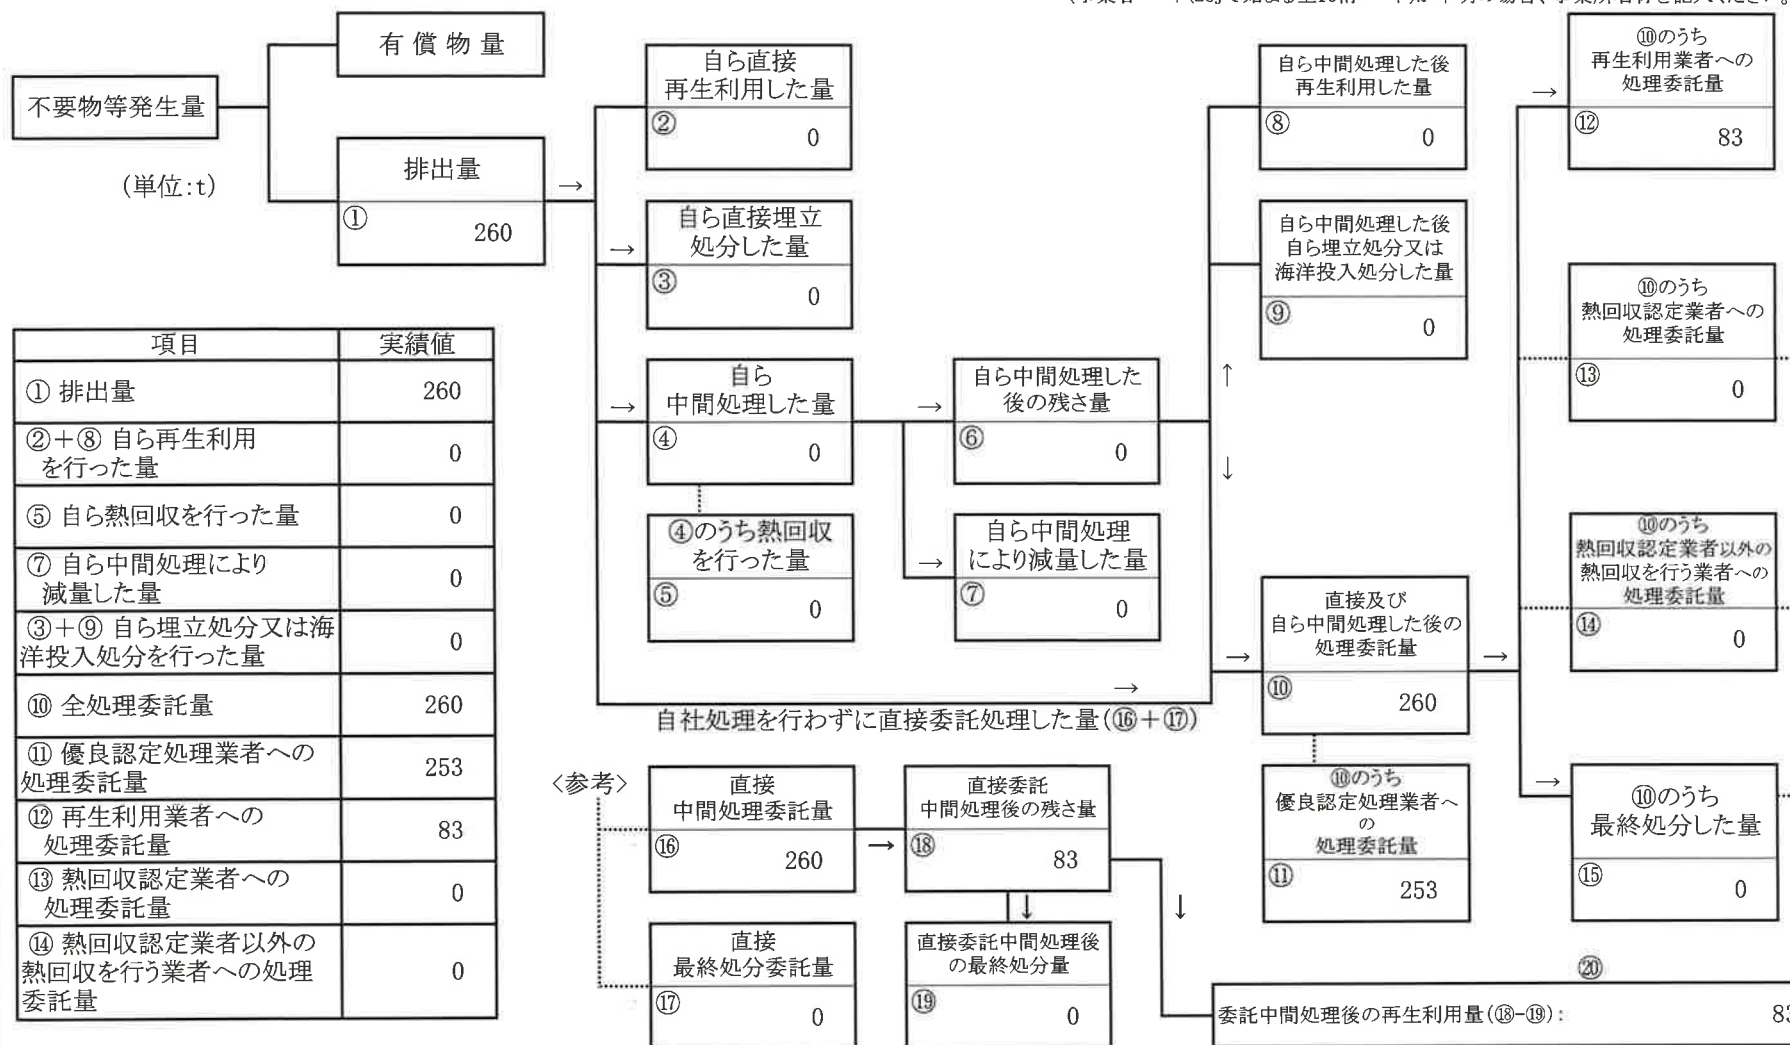 有償物量
不要物等発生量
(単位:t)
排出量
①
260
→
自ら直接
再生利用した量
②
0
→
自ら直接埋立
処分した量
③
0
→
自ら
中間処理した量
④
0
④のうち熱回収
を行った量
⑤
0
→
自ら中間処理した
後の残さ量
⑥
0
→
自ら中間処理
により減量した量
⑦
0
自ら中間処理した後
再生利用した量
⑧
0
自ら中間処理した後
自ら埋立処分又は
海洋投入処分した量
⑨
0
↑
↓
→
自社処理を行わずに直接委託処理した量(⑯+⑰)
→
直接及び
自ら中間処理した後の
処理委託量
⑩
260
→
⑩のうち
優良認定処理業者へ
の
処理委託量
⑪
253
→
⑩のうち
再生利用業者への
処理委託量
⑫
83
⑩のうち
熱回収認定業者への
処理委託量
⑬
0
⑩のうち
熱回収認定業者以外の
熱回収を行う業者への
処理委託量
⑭
0
→
⑩のうち
最終処分した量
⑮
0
項目 実績値
① 排出量 260
②+⑧ 自ら再生利用
を行った量 0
⑤ 自ら熱回収を行った量 0
⑦ 自ら中間処理により
減量した量 0
③+⑨ 自ら埋立処分又は海
洋投入処分を行った量 0
⑩ 全処理委託量 260
⑪ 優良認定処理業者への
処理委託量 253
⑫ 再生利用業者への
処理委託量 83
⑬ 熱回収認定業者への
処理委託量 0
⑭ 熱回収認定業者以外の
熱回収を行う業者への処理
委託量 0
〈参考〉
直接
中間処理委託量
⑯
260
→
直接委託
中間処理後の残さ量
⑱
83
↓
↓
直接
最終処分委託量
⑰
0
直接委託中間処理後
の最終処分量
⑲
0
⑳
委託中間処理後の再生利用量(⑱-⑲): 83